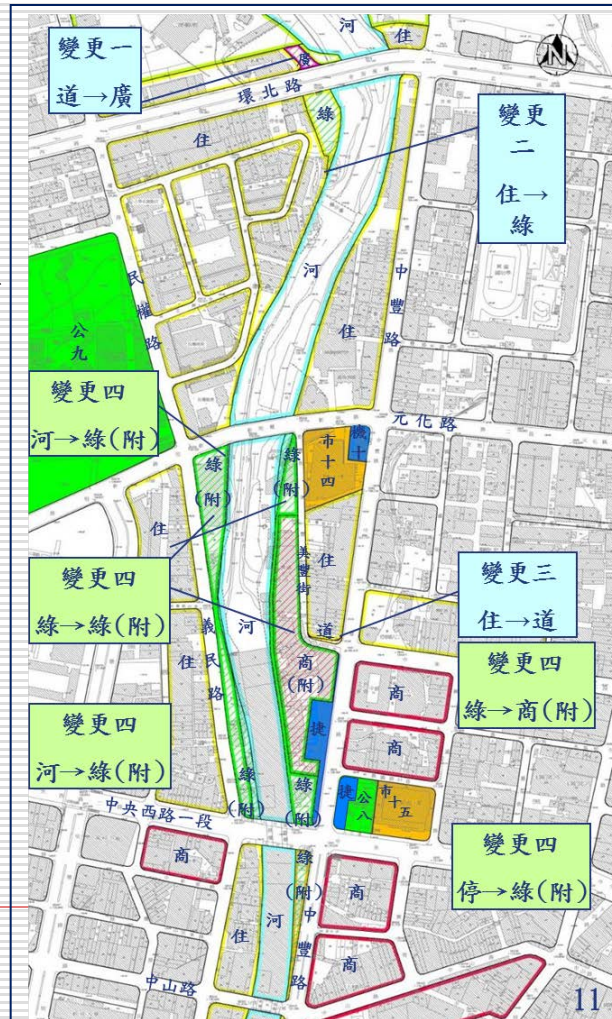 變更一
道→廣
廣
河
住
N
環北路
綠
住
變更
二
住→
綠
河
中豐路
住
民權路
公九
元化路
變更四
河→綠(附)
綠(附)
綠(附)
市十四
機十
住
變更四
綠→綠(附)
美豐街
住
道
變更三
住→道
義民路
住
河
商(附)
變更四
綠→商(附)
商
捷
商
變更四
河→綠(附)
綠(附)
綠(附)
捷
公八
市十五
中央西路一段
變更四
停→綠(附)
商
綠(附)
商
住
河
中豐路
商
中山路
11